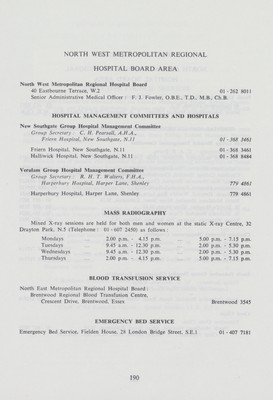 NORTH WEST METROPOLITAN REGIONAL
HOSPITAL BOARD AREA
North West Metropolitan Regional Hospital Board
40 Eastbourne Terrace, W.2 01 - 262 8011
Senior Administrative Medical Officer : F. J. Fowler, O.B.E., T.D., M.B., Ch.B.
HOSPITAL MANAGEMENT COMMITTEES AND HOSPITALS
New Southgate Group Hospital Management Committee
Group Secretary : C. H. Pearsall, A.H.A.,
Friern Hospital, New Southgate, N.11 01 - 368 3461
Friern Hospital, New Southgate, N.11 01 - 368 3461
Halliwick Hospital, New Southgate, N.11 01 - 368 8484
Verulam Group Hospital Management Committee
Group Secretary : R. H. T. Walters, F.H.A.,
Harperbury Hospital, Harper Lane, Shenley 779 4861
Harperbury Hospital, Harper Lane, Shenley 779 4861
MASS RADIOGRAPHY
Mixed X-ray sessions are held for both men and women at the static X-ray Centre, 32
Drayton Park, N.5 (Telephone : 01 - 607 2450) as follows :
Mondays 2.00 p.m. - 4.15 p.m. 5.00 p.m. - 7.15 p.m.
Tuesdays 9.45 a.m. - 12.30 p.m. 2.00 p.m. - 5.30 p.m.
Wednesdays 9.45 a.m. - 12.30 p.m. 2.00 p.m. - 5.30 p.m.
Thursdays 2.00 p.m. - 4.15 p.m. 5.00 p.m. - 7.15 p.m.
BLOOD TRANSFUSION SERVICE
North East Metropolitan Regional Hospital Board :
Brentwood Regional Blood Transfusion Centre,
Crescent Drive, Brentwood, Essex Brentwood 3545
EMERGENCY BED SERVICE
Emergency Bed Service, Fielden House, 28 London Bridge Street, S.E.1 01 - 407 7181
190